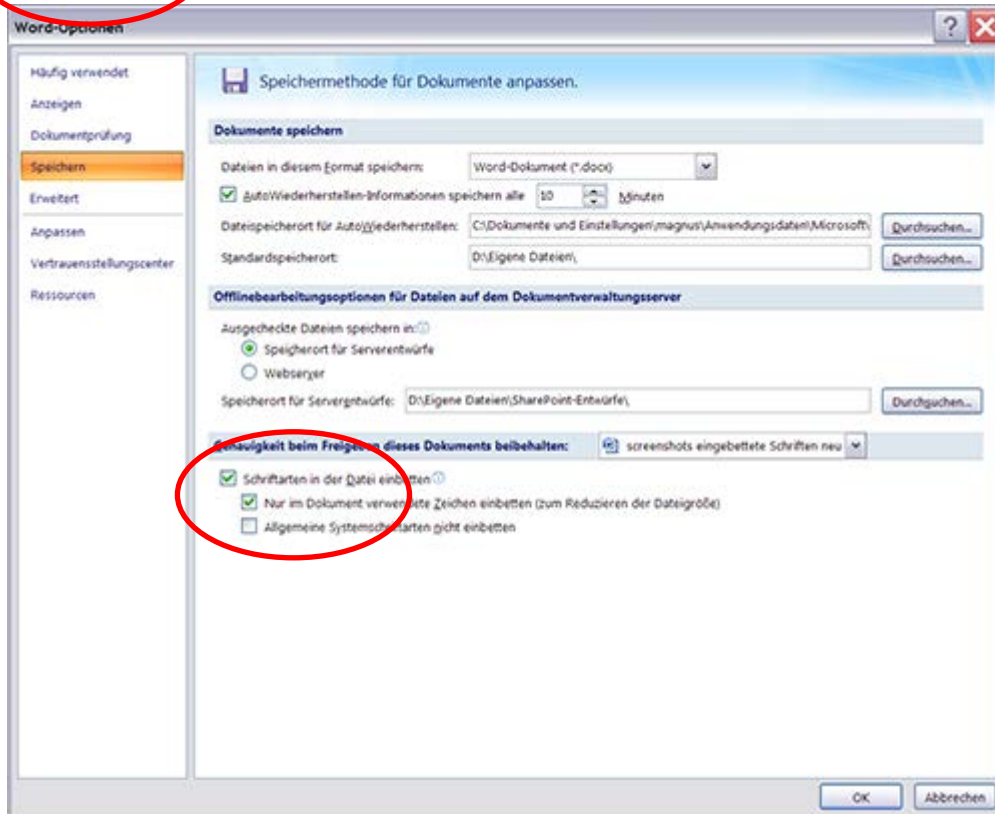 Word-Optionen
Häufig verwendet
Anzeigen
Dokumentprüfung
Speichern
Erweitert
Anpassen
Vertrauensstellungscenter
Ressourcen
Speichermethode für Dokumente anpassen.
Dokumente speichern
Dateien in diesem Format speichern: Word-Dokument (*.docx)
AutoWiederherstellen-Informationen speichern alle 10 Minuten
Dateispeicherort für AutoWiederherstellen: C:\Dokumente und Einstellungen\magnus\Anwendungsdaten\Microsoft\ Durchsuchen...
Standardspeicherort: D:\Eigene Dateien\ Durchsuchen...
Offlinebearbeitungsoptionen für Dateien auf dem Dokumentverwaltungsserver
Ausgecheckte Dateien speichern in:
Speicherort für Serverentwürfe
Webserver
Speicherort für Serverentwürfe: D:\Eigene Dateien\SharePoint-Entwürfe\ Durchsuchen...
Genauigkeit beim Freigeben dieses Dokuments beibehalten: screenshots eingebettete Schriften neu
Schriftarten in der Datei einbetten
Nur im Dokument verwendete Zeichen einbetten (zum Reduzieren der Dateigröße)
Allgemeine Systemschriftarten nicht einbetten
OK Abbrechen